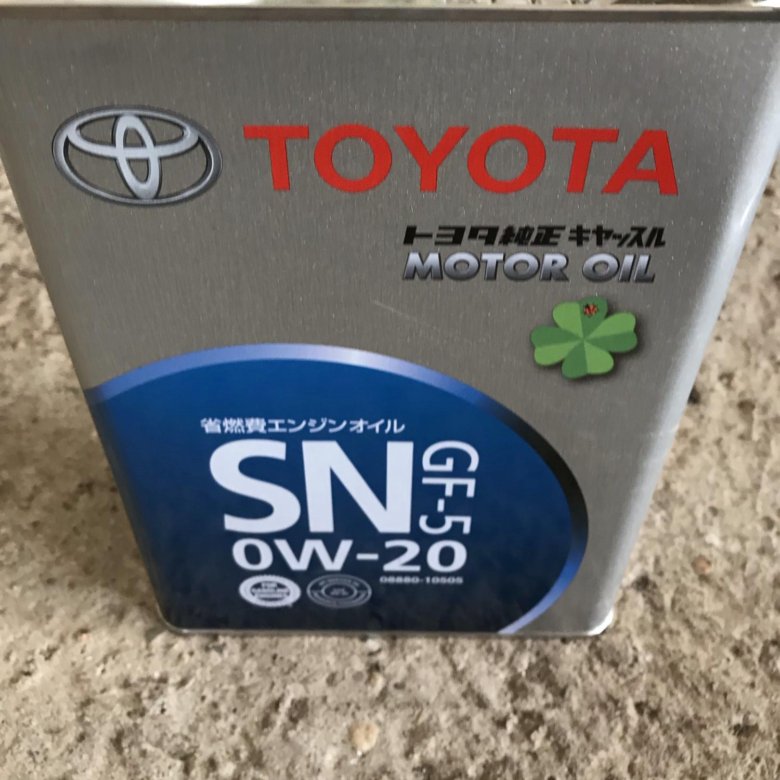 TOYOTA
トヨタ純正 キヤッスル
MOTOR OIL
省燃費エンジンオイル
SN
GF-5
0W-20
08880-10505